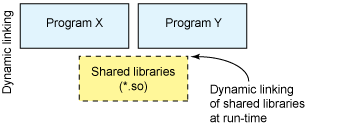 Dynamic linking
Program X
Program Y
Shared libraries
(*.so)
Dynamic linking
of shared libraries
at run-time